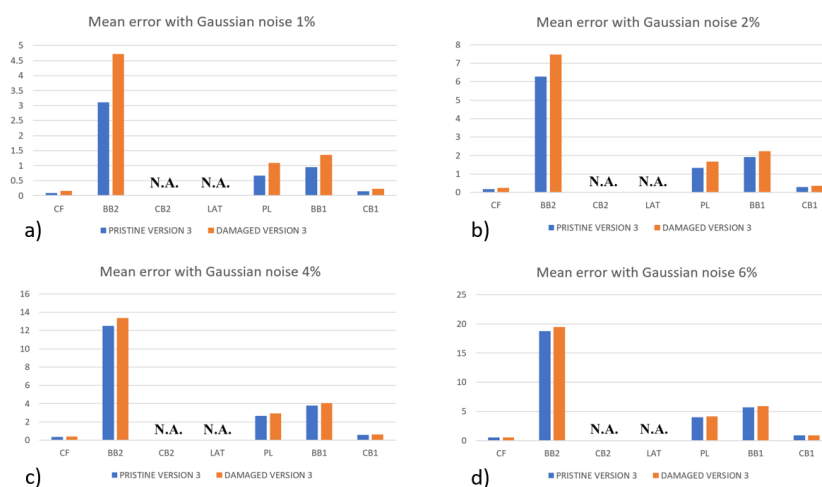 Mean error with Gaussian noise 1%
5
4.5
4
3.5
3
2.5
2
1.5
1
0.5
0
N.A. N.A.
CF BB2 CB2 LAT PL BB1 CB1
PRISTINE VERSION 3 DAMAGED VERSION 3
a)
Mean error with Gaussian noise 2%
8
7
6
5
4
3
2
1
0
N.A. N.A.
CF BB2 CB2 LAT PL BB1 CB1
PRISTINE VERSION 3 DAMAGED VERSION 3
b)
Mean error with Gaussian noise 4%
16
14
12
10
8
6
4
2
0
N.A. N.A.
CF BB2 CB2 LAT PL BB1 CB1
PRISTINE VERSION 3 DAMAGED VERSION 3
c)
Mean error with Gaussian noise 6%
25
20
15
10
5
0
N.A. N.A.
CF BB2 CB2 LAT PL BB1 CB1
PRISTINE VERSION 3 DAMAGED VERSION 3
d)